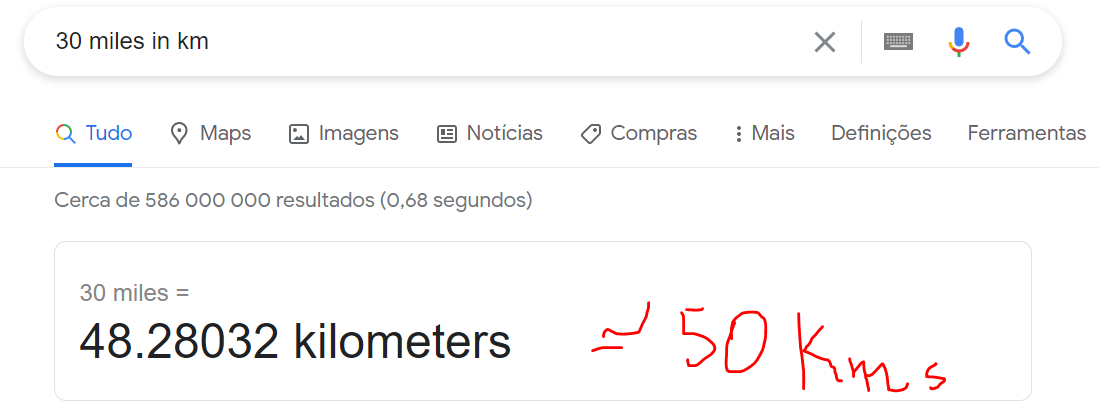 30 miles in km
Tudo Maps Imagens Notícias Compras Mais Definições Ferramentas
Cerca de 586 000 000 resultados (0,68 segundos)
30 miles =
48.28032 kilometers ≃ 50 Kms